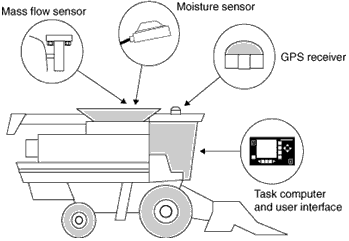 Mass flow sensor
Moisture sensor
GPS receiver
Task computer
and user interface